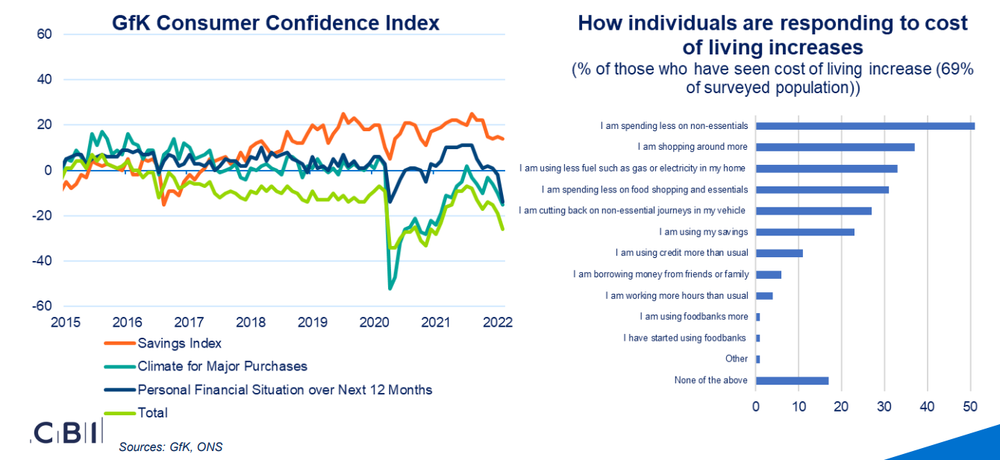 GfK Consumer Confidence Index
60
40
20
0
-20
-40
-60
2015 2016 2017 2018 2019 2020 2021 2022
Savings Index
Climate for Major Purchases
Personal Financial Situation over Next 12 Months
Total
CBI
Sources: GfK, ONS
How individuals are responding to cost
of living increases
(% of those who have seen cost of living increase (69%
of surveyed population))
I am spending less on non-essentials
I am shopping around more
I am using less fuel such as gas or electricity in my home
I am spending less on food shopping and essentials
I am cutting back on non-essential journeys in my vehicle
I am using my savings
I am using credit more than usual
I am borrowing money from friends or family
I am working more hours than usual
I am using foodbanks more
I have started using foodbanks
Other
None of the above
0 10 20 30 40 50